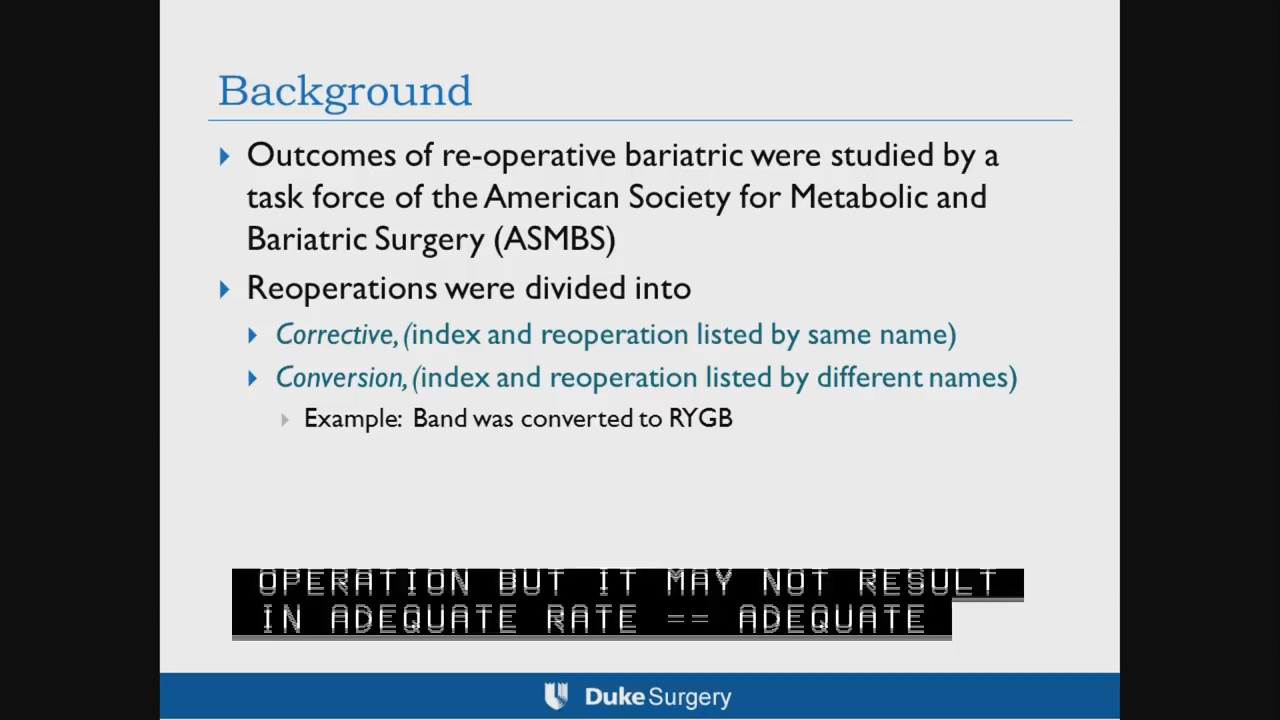 Background
Outcomes of re-operative bariatric were studied by a
task force of the American Society for Metabolic and
Bariatric Surgery (ASMBS)
Reoperations were divided into
Corrective, (index and reoperation listed by same name)
Conversion, (index and reoperation listed by different names)
Example: Band was converted to RYGB
OPERATION BUT IT MAY NOT RESULT
IN ADEQUATE RATE == ADEQUATE
Duke Surgery